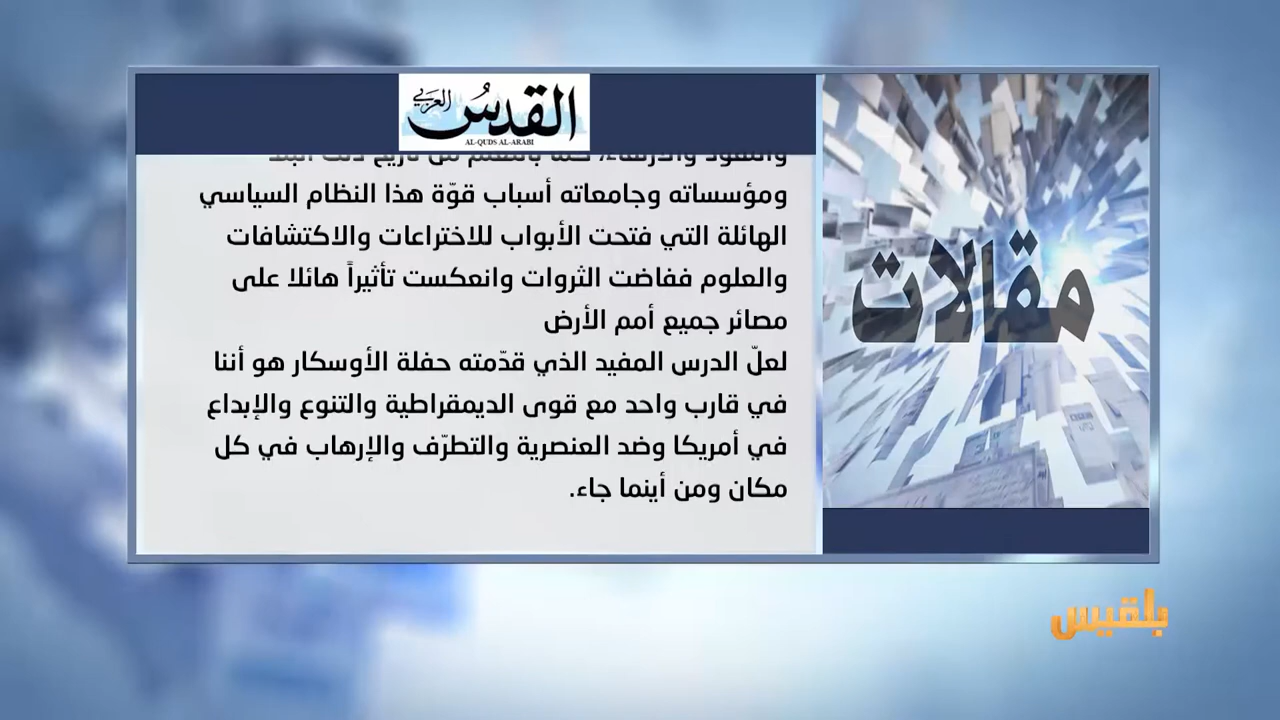 القدس العربي
AL-QUDS AL-ARABI
ومؤسساته وجامعاته أسباب قوّة هذا النظام السياسي
الهائلة التي فتحت الأبواب للاختراعات والاكتشافات
والعلوم ففاضت الثروات وانعكست تأثيراً هائلا على
مصائر جميع أمم الأرض
لعلّ الدرس المفيد الذي قدّمته حفلة الأوسكار هو أننا
في قارب واحد مع قوى الديمقراطية والتنوع والإبداع
في أمريكا وضد العنصرية والتطرّف والإرهاب في كل
مكان ومن أينما جاء.
مقالات
بلقيس